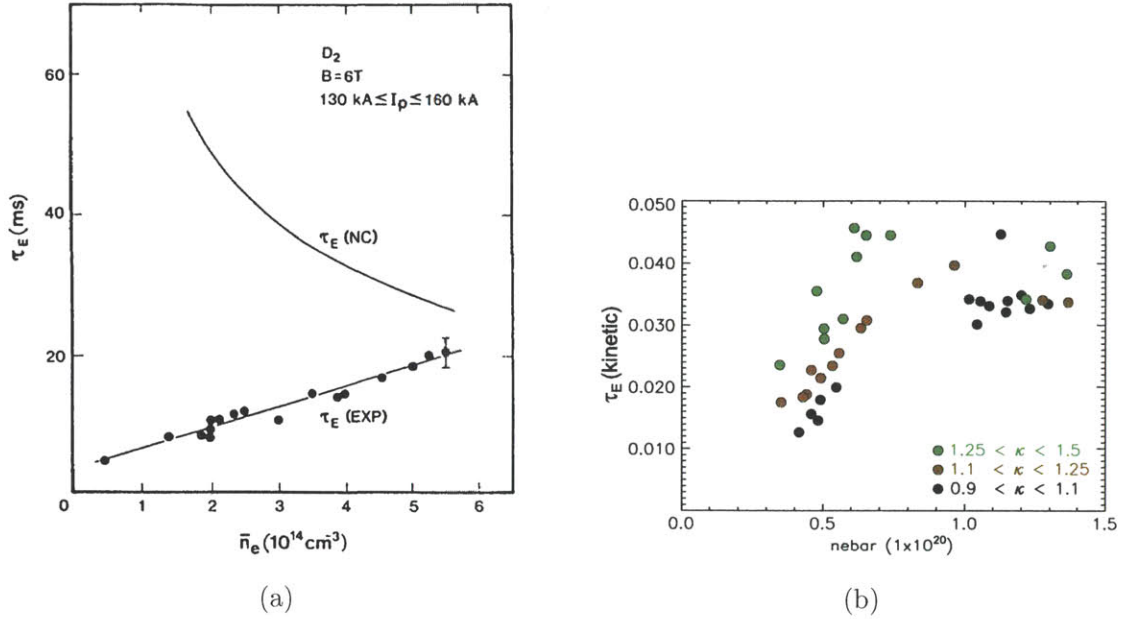 60
40
20
0
τE (ms)
D2
B=6T
130 kA≤Ip≤160 kA
τE (NC)
τE (EXP)
0 1 2 3 4 5 6
n̄e (10^14 cm^-3)
(a)
0.050
0.040
0.030
0.020
0.010
τE (kinetic)
1.25 < κ < 1.5
1.1 < κ < 1.25
0.9 < κ < 1.1
0.0 0.5 1.0 1.5
nebar (1x10^20)
(b)